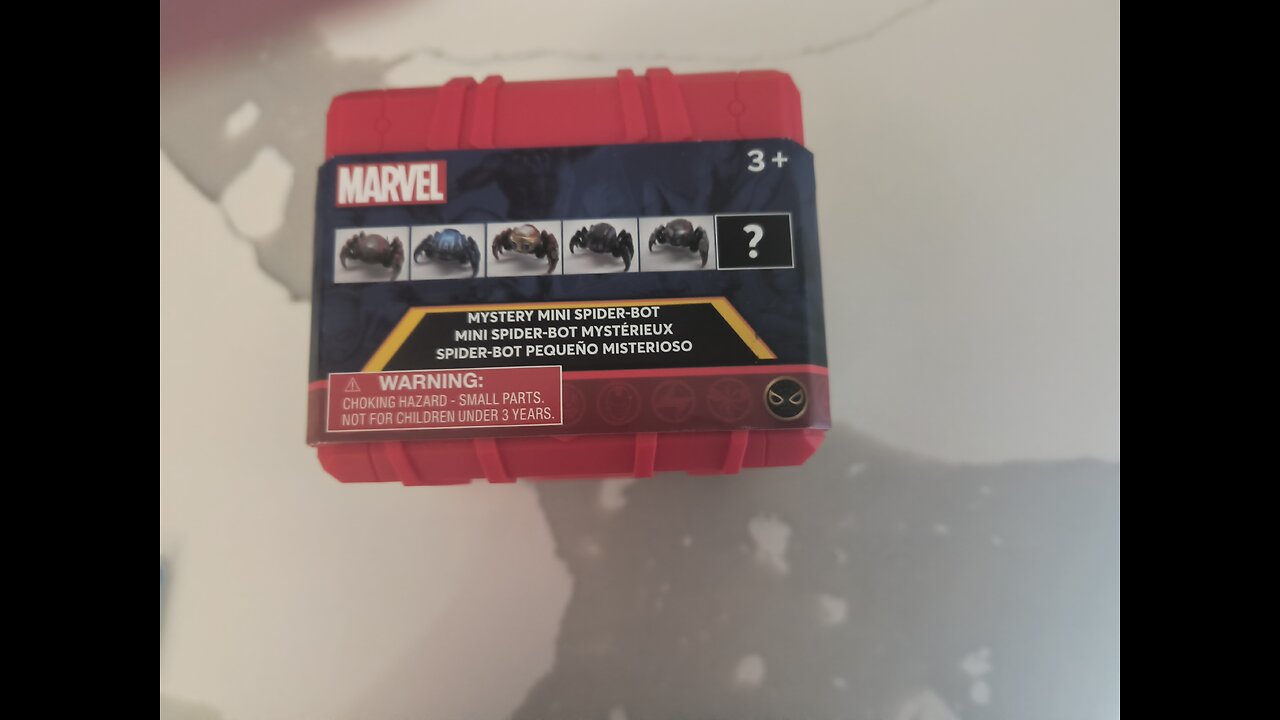 MARVEL
3+
?
MYSTERY MINI SPIDER-BOT
MINI SPIDER-BOT MYSTÉRIEUX
SPIDER-BOT PEQUEÑO MISTERIOSO
WARNING:
CHOKING HAZARD - SMALL PARTS.
NOT FOR CHILDREN UNDER 3 YEARS.